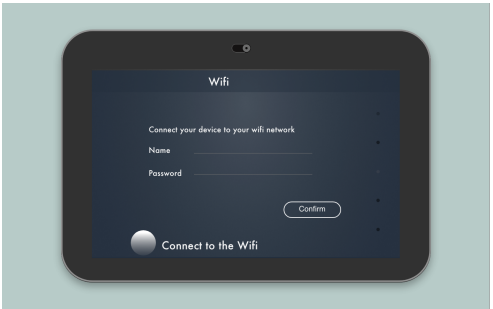 Wifi
Connect your device to your wifi network
Name
Password
Confirm
Connect to the Wifi